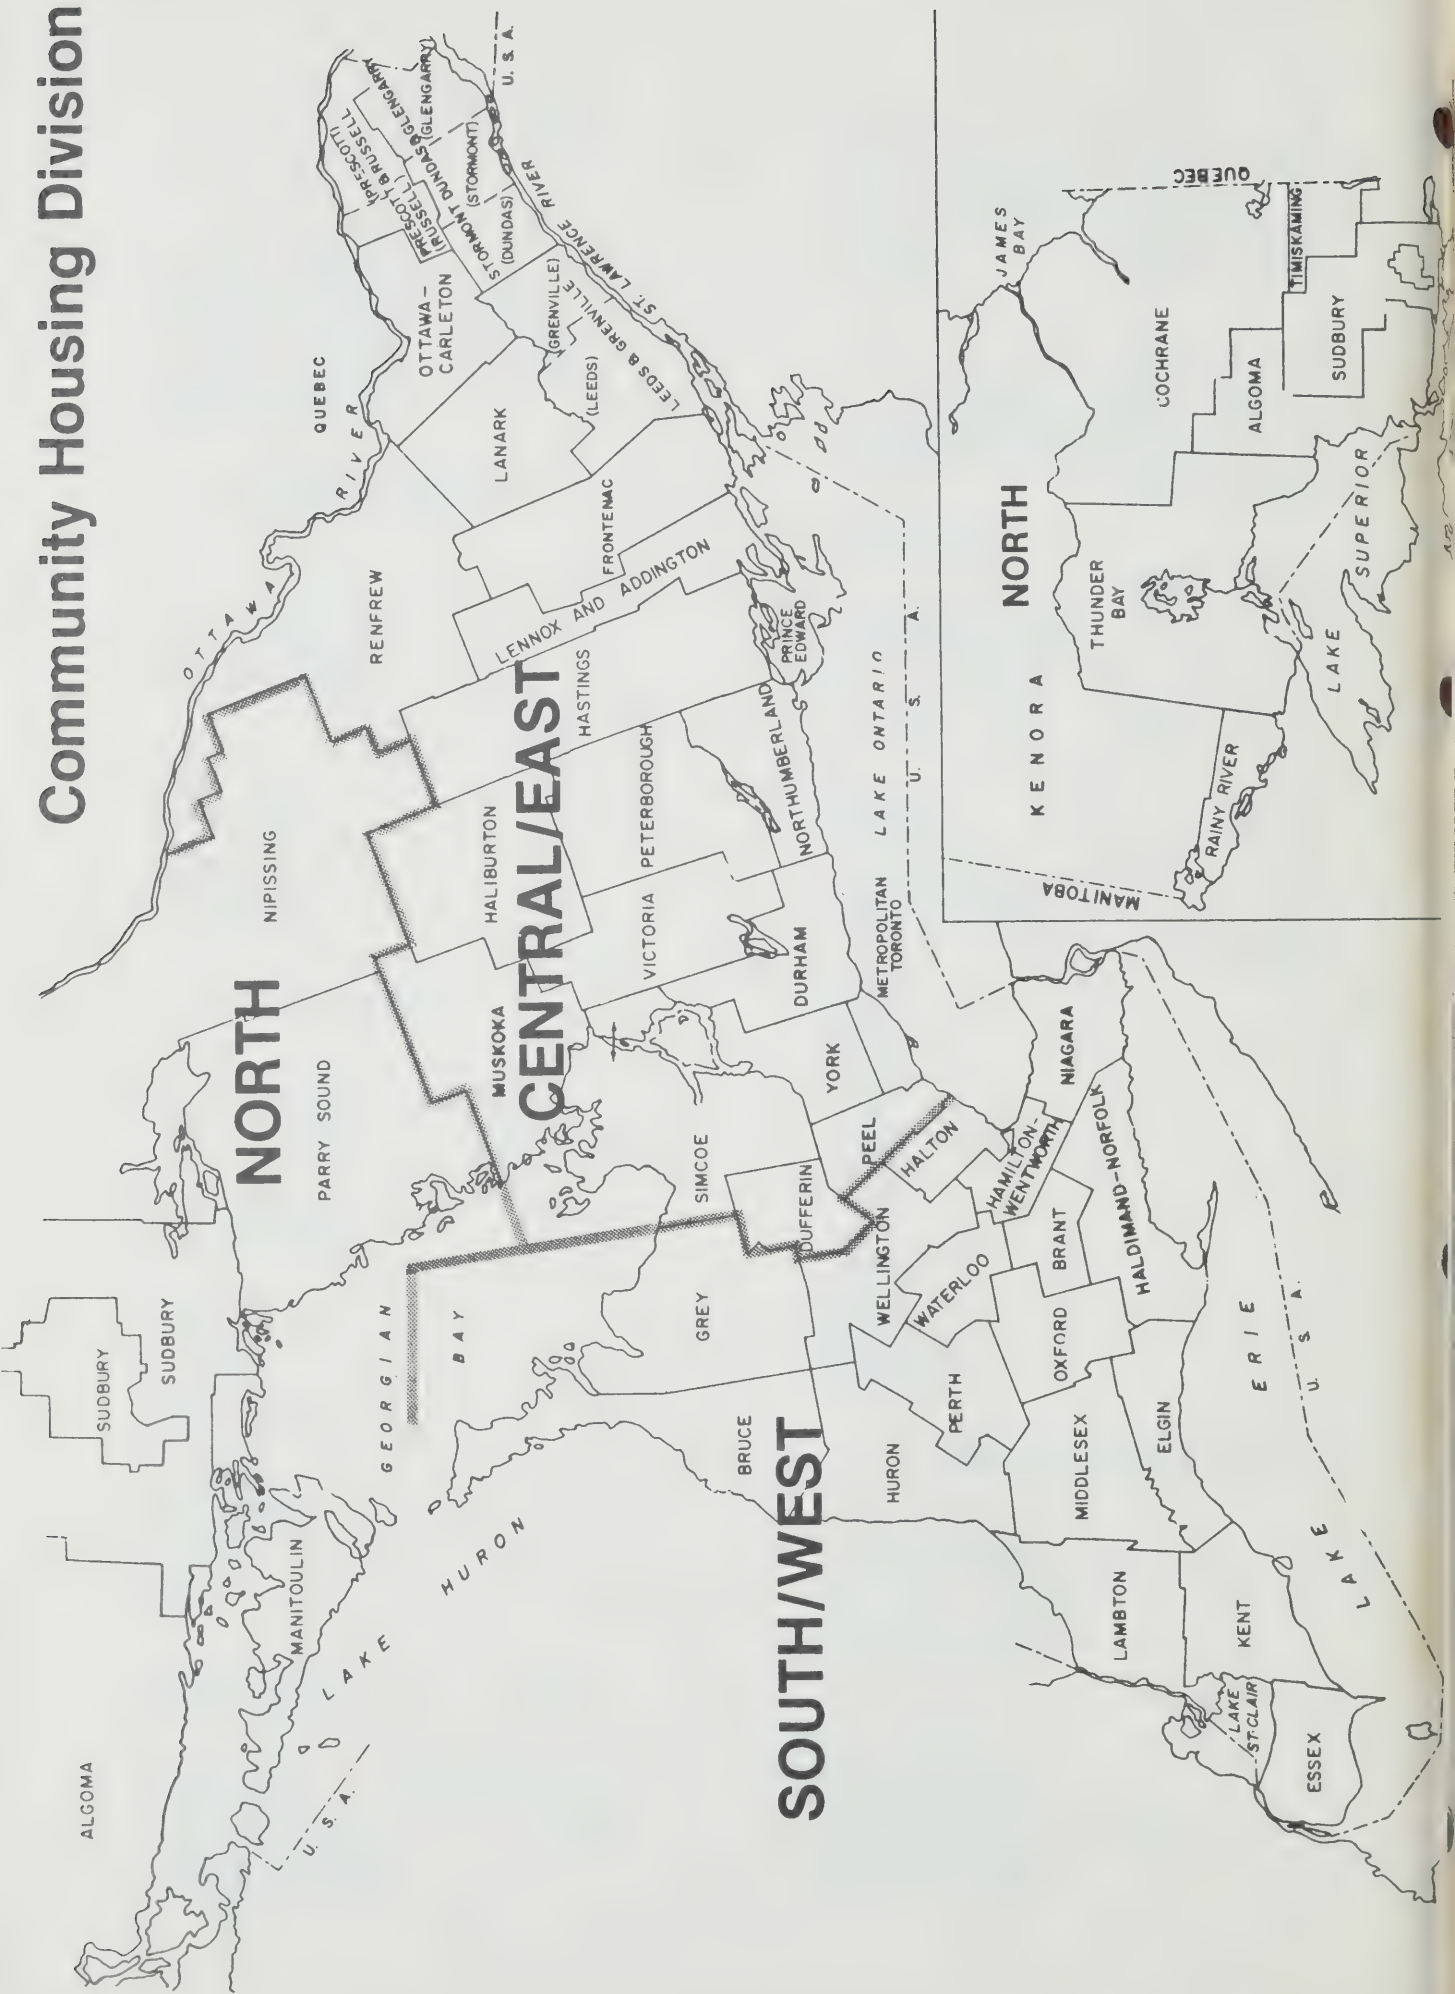 Community Housing Division
ALGOMA
SUDBURY
SUDBURY
MANITOULIN
LAKE
HURON
U. S. A.
GEORGIAN
BAY
NORTH
PARRY SOUND
NIPISSING
OTTAWA
RIVER
QUEBEC
RENFREW
OTTAWA –
CARLETON
LANARK
FRONTENAC
LENNOX AND ADDINGTON
HASTINGS
(PRESCOTT)
PRESCOTT & RUSSELL
(RUSSELL)
STORMONT DUNDAS & GLENGARRY
(GLENGARRY)
(STORMONT)
(DUNDAS)
(GRENVILLE)
LEEDS & GRENVILLE
(LEEDS)
ST. LAWRENCE RIVER
U. S. A.
CENTRAL/EAST
MUSKOKA
HALIBURTON
VICTORIA
PETERBOROUGH
NORTHUMBERLAND
PRINCE
EDWARD
DURHAM
YORK
SIMCOE
DUFFERIN
PEEL
METROPOLITAN
TORONTO
LAKE ONTARIO
U. S. A.
SOUTH/WEST
BRUCE
GREY
HURON
WELLINGTON
WATERLOO
PERTH
HALTON
HAMILTON-
WENTWORTH
NIAGARA
BRANT
OXFORD
HALDIMAND-NORFOLK
MIDDLESEX
ELGIN
LAMBTON
KENT
ESSEX
LAKE
ST.CLAIR
LAKE
ERIE
U. S. A.
NORTH
KENORA
MANITOBA
RAINY RIVER
THUNDER
BAY
COCHRANE
ALGOMA
SUDBURY
TIMISKAMING
QUEBEC
JAMES
BAY
LAKE
SUPERIOR